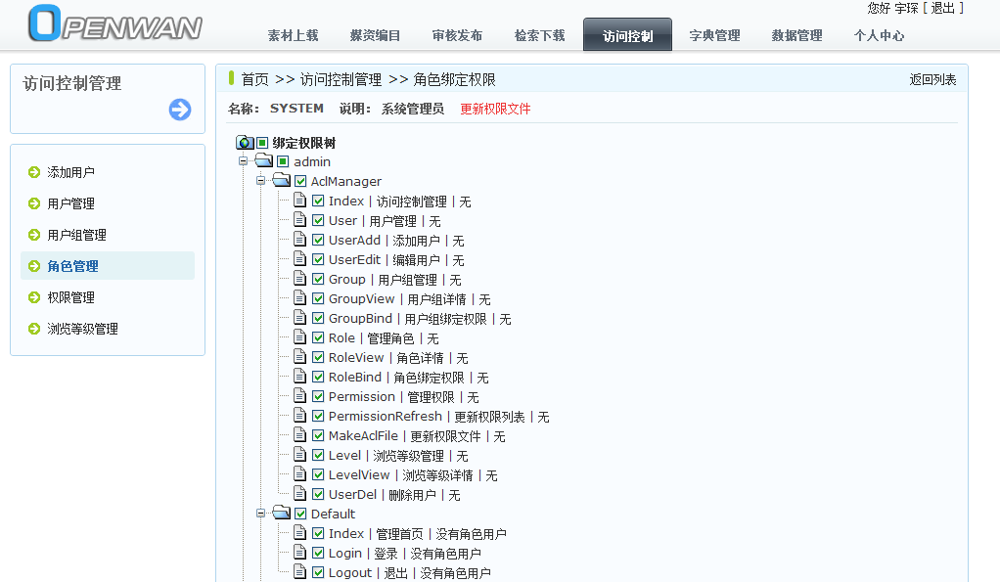 您好 宇琛 [ 退出 ]
OPENWAN
素材上载 媒资编目 审核发布 检索下载 访问控制 字典管理 数据管理 个人中心
访问控制管理
添加用户
用户管理
用户组管理
角色管理
权限管理
浏览等级管理
首页 >> 访问控制管理 >> 角色绑定权限 返回列表
名称: SYSTEM 说明: 系统管理员 更新权限文件
绑定权限树
admin
AclManager
Index | 访问控制管理 | 无
User | 用户管理 | 无
UserAdd | 添加用户 | 无
UserEdit | 编辑用户 | 无
Group | 用户组管理 | 无
GroupView | 用户组详情 | 无
GroupBind | 用户组绑定权限 | 无
Role | 管理角色 | 无
RoleView | 角色详情 | 无
RoleBind | 角色绑定权限 | 无
Permission | 管理权限 | 无
PermissionRefresh | 更新权限列表 | 无
MakeAclFile | 更新权限文件 | 无
Level | 浏览等级管理 | 无
LevelView | 浏览等级详情 | 无
UserDel | 删除用户 | 无
Default
Index | 管理首页 | 没有角色用户
Login | 登录 | 没有角色用户
Logout | 退出 | 没有角色用户